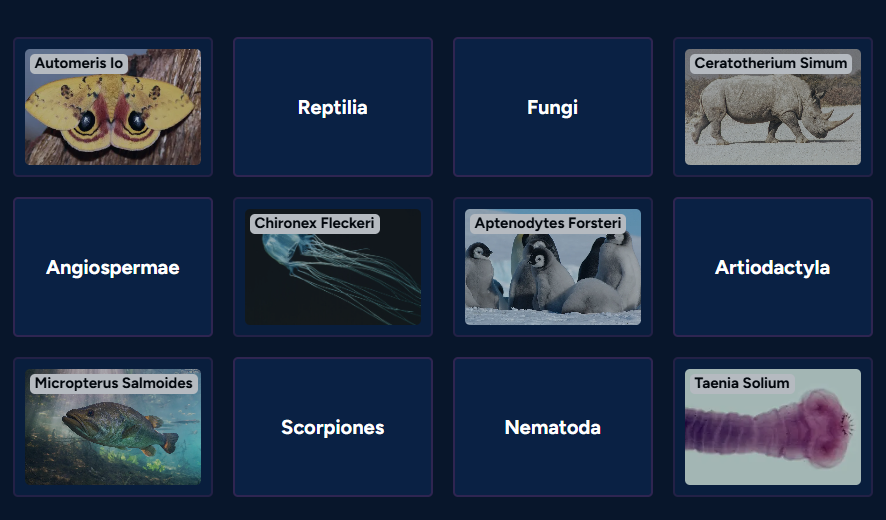 Automeris Io
Reptilia
Fungi
Ceratotherium Simum
Angiospermae
Chironex Fleckeri
Aptenodytes Forsteri
Artiodactyla
Micropterus Salmoides
Scorpiones
Nematoda
Taenia Solium